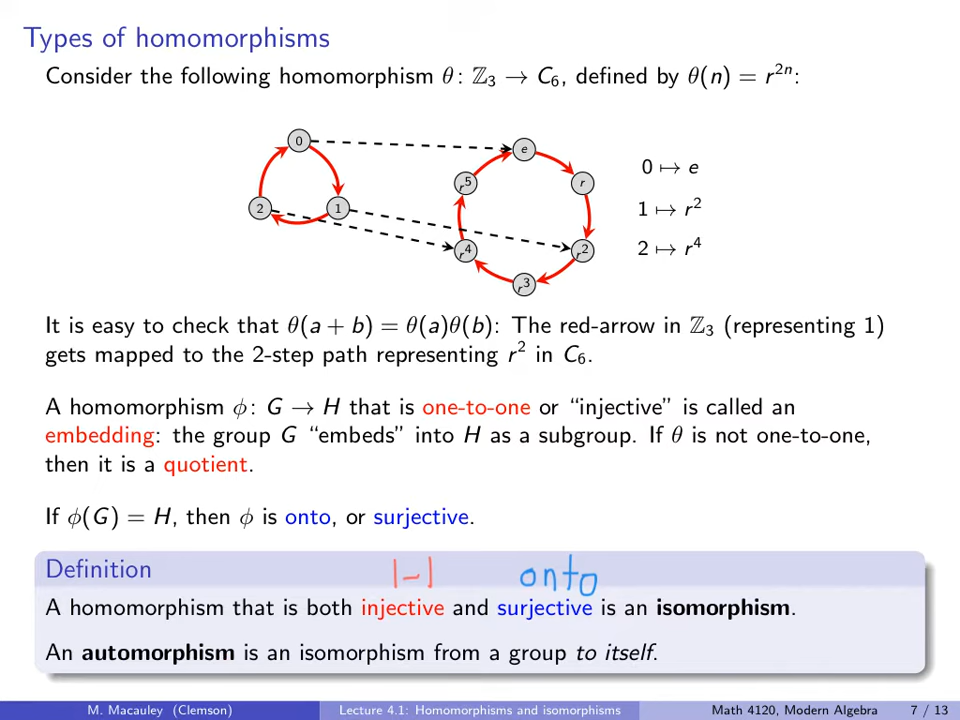 Types of homomorphisms
Consider the following homomorphism θ: ℤ₃ → C₆, defined by θ(n) = r²ⁿ:
0
2
1
e
r
r²
r³
r⁴
r⁵
0 ↦ e
1 ↦ r²
2 ↦ r⁴
It is easy to check that θ(a + b) = θ(a)θ(b): The red-arrow in ℤ₃ (representing 1)
gets mapped to the 2-step path representing r² in C₆.
A homomorphism ϕ: G → H that is one-to-one or “injective” is called an
embedding: the group G “embeds” into H as a subgroup. If θ is not one-to-one,
then it is a quotient.
If ϕ(G) = H, then ϕ is onto, or surjective.
Definition
1-1 onto
A homomorphism that is both injective and surjective is an isomorphism.
An automorphism is an isomorphism from a group to itself.
M. Macauley (Clemson) Lecture 4.1: Homomorphisms and isomorphisms Math 4120, Modern Algebra 7 / 13